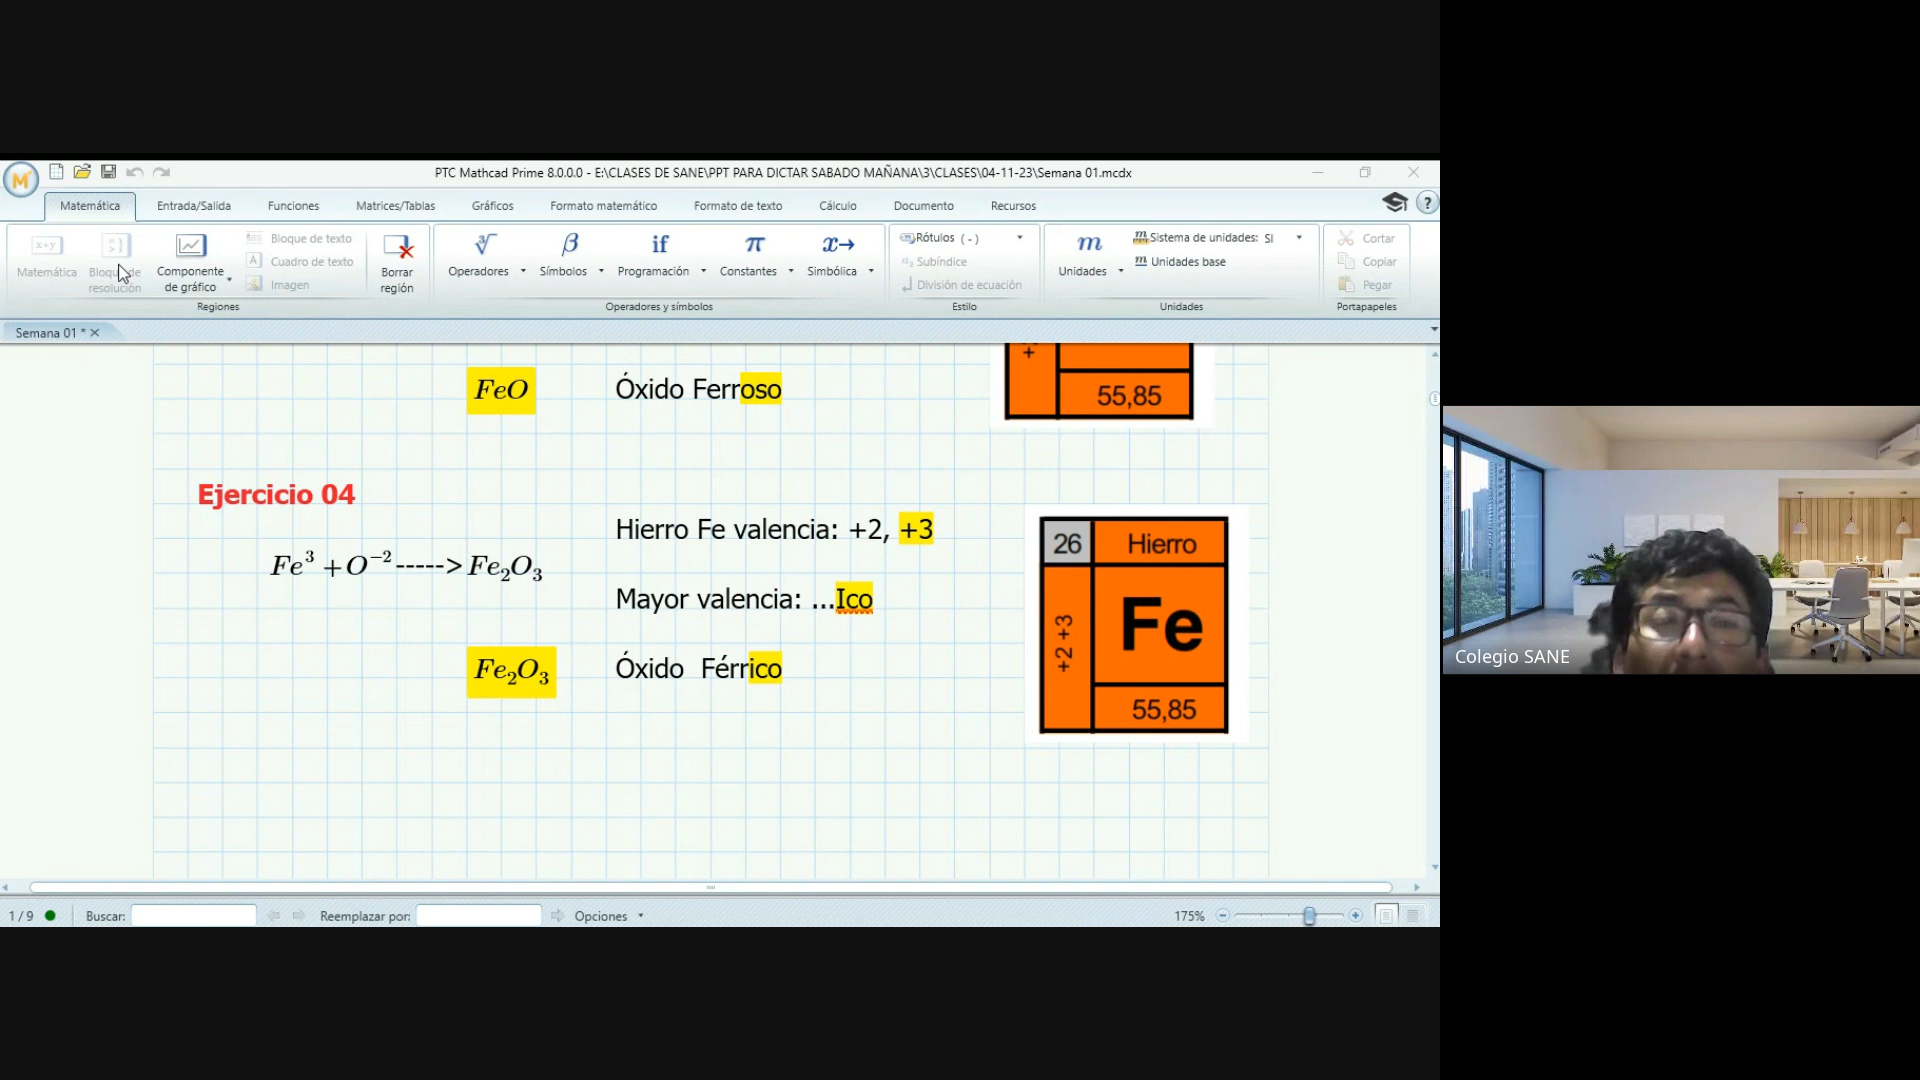 PTC Mathcad Prime 8.0.0.0 - E:\CLASES DE SANE\PPT PARA DICTAR SABADO MAÑANA\3\CLASES\04-11-23\Semana 01.mcdx
Matemática Entrada/Salida Funciones Matrices/Tablas Gráficos Formato matemático Formato de texto Cálculo Documento Recursos
Matemática
Bloque de resolución
Componente de gráfico
Bloque de texto
Cuadro de texto
Imagen
Borrar región
Regiones
Operadores
Símbolos
if
Programación
π
Constantes
Simbólica
Operadores y símbolos
Rótulos ( - )
Subíndice
División de ecuación
Estilo
Unidades
Sistema de unidades: SI
Unidades base
Unidades
Cortar
Copiar
Pegar
Portapapeles
Semana 01 *
FeO Óxido Ferroso
55,85
Ejercicio 04
Hierro Fe valencia: +2, +3
Fe³ + O⁻² -----> Fe₂O₃
Mayor valencia: ...Ico
Fe₂O₃ Óxido Férrico
26 Hierro
+2 +3
Fe
55,85
Colegio SANE
1 / 9 Buscar: Reemplazar por: Opciones 175%